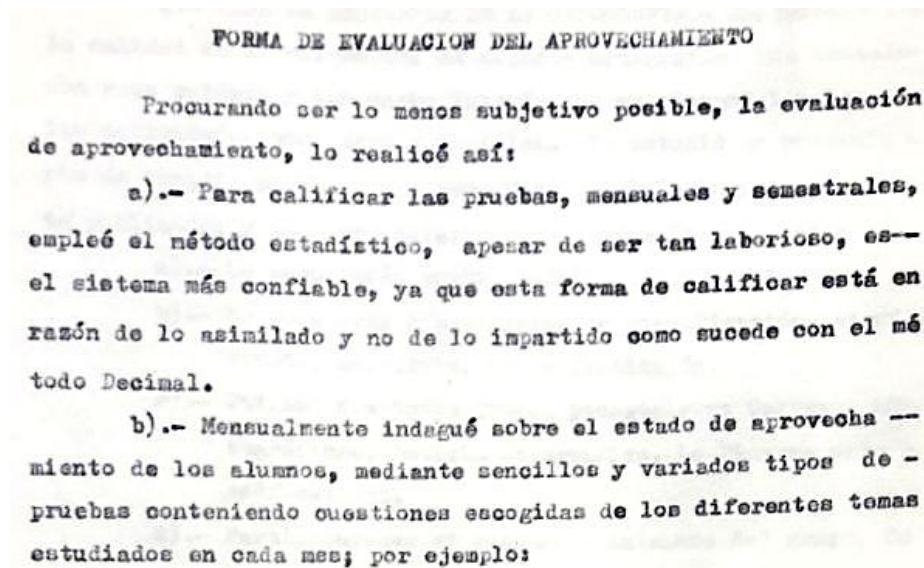 FORMA DE EVALUACION DEL APROVECHAMIENTO
Procurando ser lo menos subjetivo posible, la evaluación
de aprovechamiento, lo realicé así:
a).- Para calificar las pruebas, mensuales y semestrales,
empleé el método estadístico, apesar de ser tan laborioso, es--
el sistema más confiable, ya que esta forma de calificar está en
razón de lo asimilado y no de lo impartido como sucede con el mé
todo Decimal.
b).- Mensualmente indagué sobre el estado de aprovecha --
miento de los alumnos, mediante sencillos y variados tipos de -
pruebas conteniendo cuestiones escogidas de los diferentes temas
estudiados en cada mes; por ejemplo: